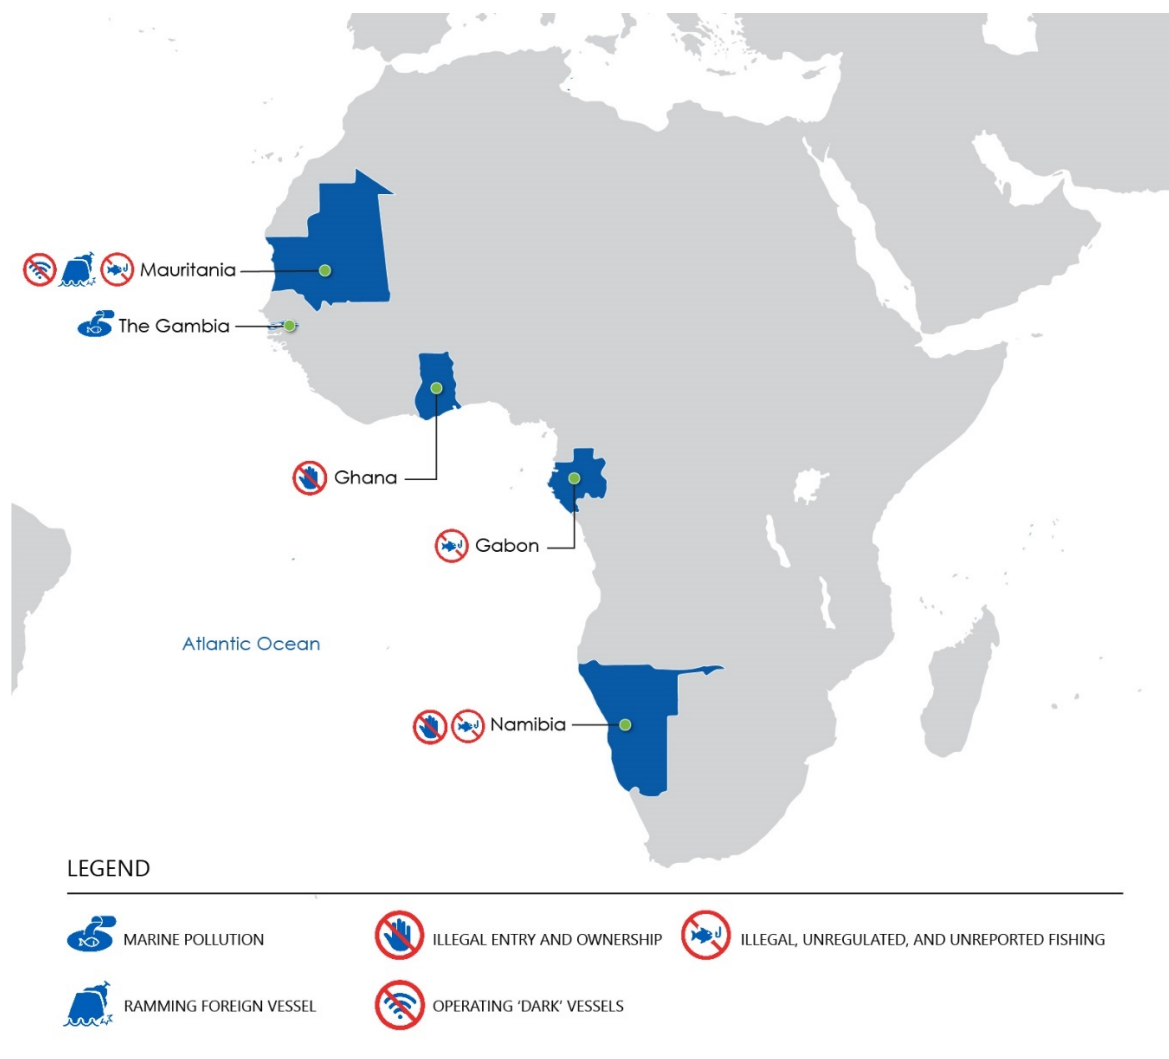 Mauritania
The Gambia
Ghana
Gabon
Atlantic Ocean
Namibia
LEGEND
MARINE POLLUTION
ILLEGAL ENTRY AND OWNERSHIP
ILLEGAL, UNREGULATED, AND UNREPORTED FISHING
RAMMING FOREIGN VESSEL
OPERATING 'DARK' VESSELS